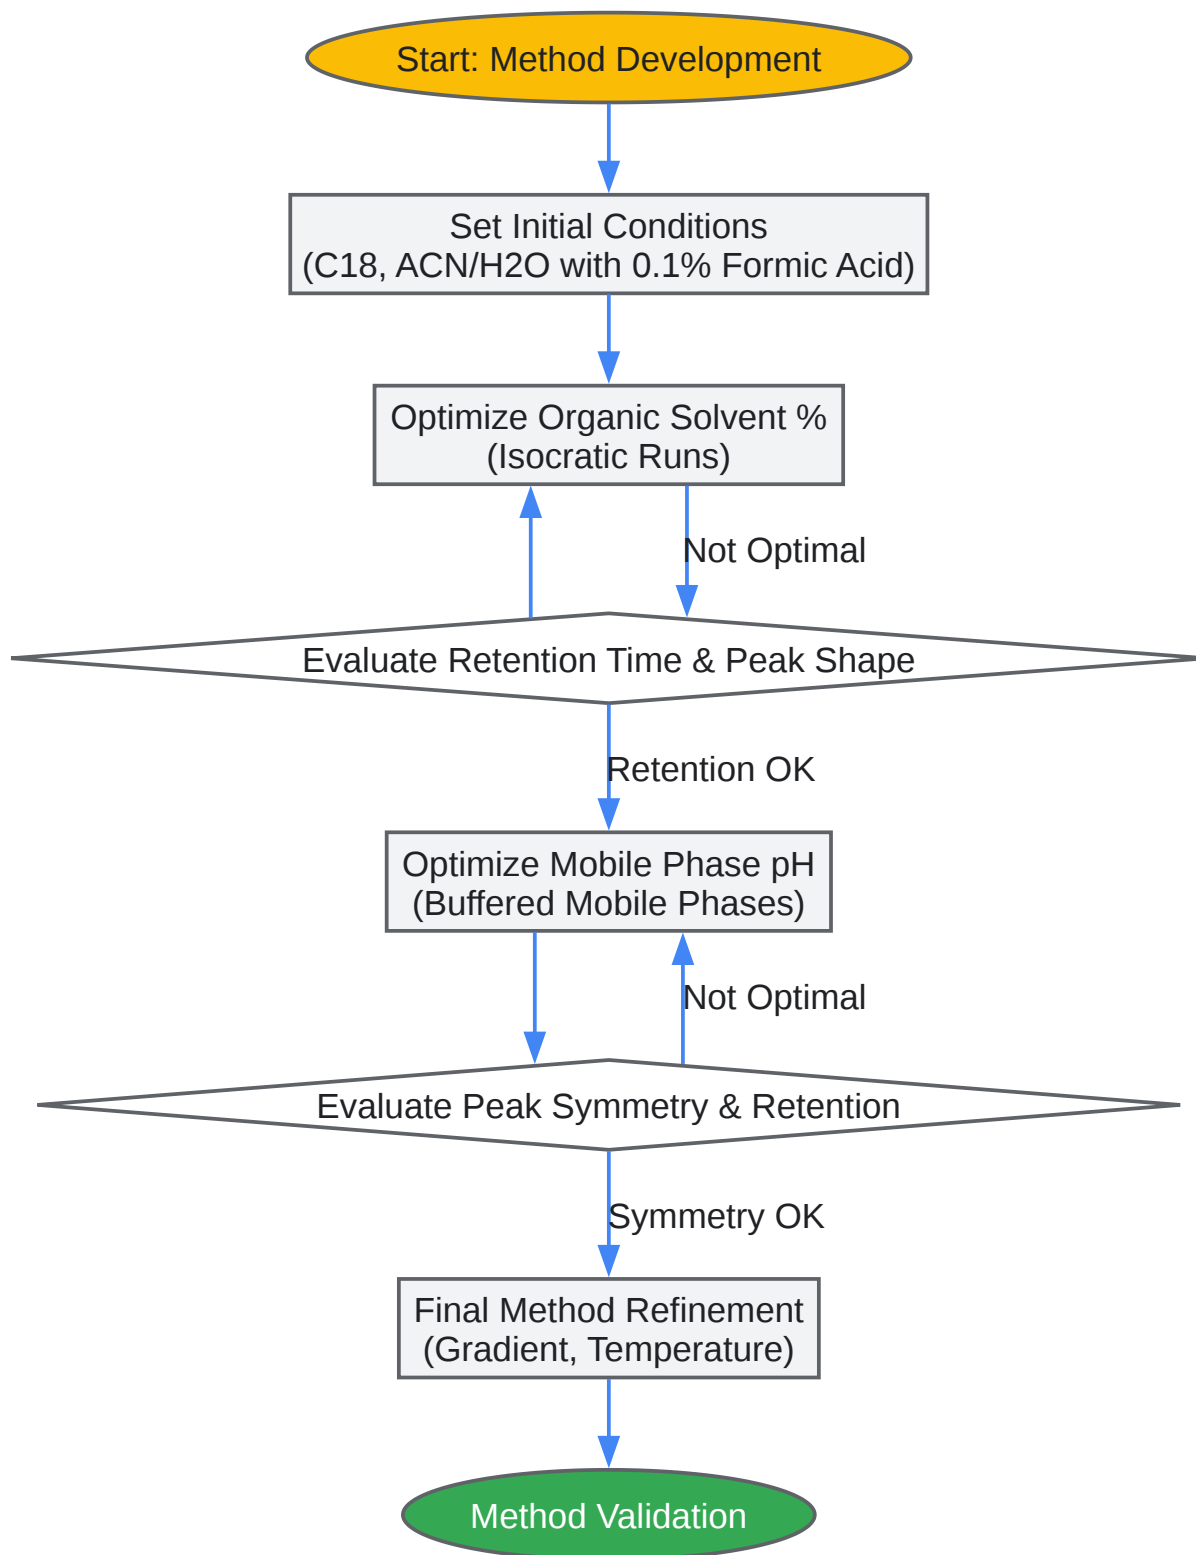 Start: Method Development
Set Initial Conditions
(C18, ACN/H2O with 0.1% Formic Acid)
Optimize Organic Solvent %
(Isocratic Runs)
Not Optimal
Evaluate Retention Time & Peak Shape
Retention OK
Optimize Mobile Phase pH
(Buffered Mobile Phases)
Not Optimal
Evaluate Peak Symmetry & Retention
Symmetry OK
Final Method Refinement
(Gradient, Temperature)
Method Validation